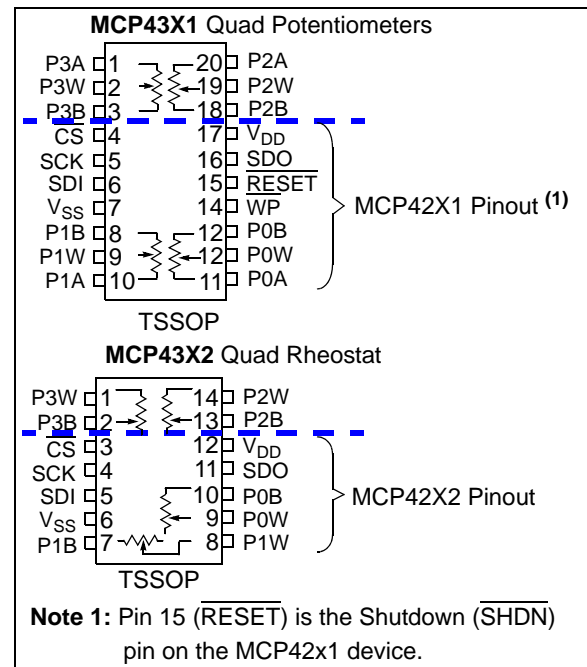 MCP43X1 Quad Potentiometers
P3A 1 20 P2A
P3W 2 19 P2W
P3B 3 18 P2B
CS 4 17 VDD
SCK 5 16 SDO
SDI 6 15 RESET
VSS 7 14 WP
P1B 8 12 P0B
P1W 9 12 P0W
P1A 10 11 P0A
MCP42X1 Pinout (1)
TSSOP
MCP43X2 Quad Rheostat
P3W 1 14 P2W
P3B 2 13 P2B
CS 3 12 VDD
SCK 4 11 SDO
SDI 5 10 P0B
VSS 6 9 P0W
P1B 7 8 P1W
MCP42X2 Pinout
TSSOP
Note 1: Pin 15 (RESET) is the Shutdown (SHDN)
pin on the MCP42x1 device.